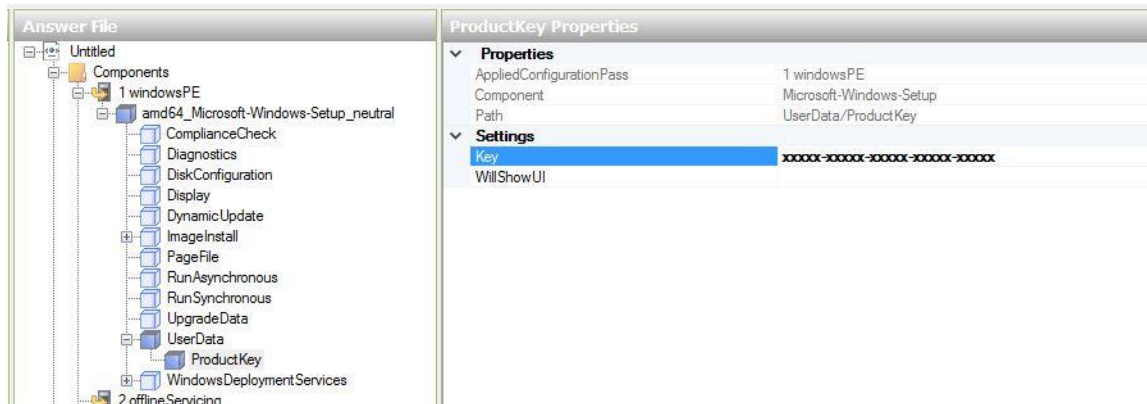 Answer File
Untitled
Components
1 windowsPE
amd64_Microsoft-Windows-Setup_neutral
ComplianceCheck
Diagnostics
DiskConfiguration
Display
DynamicUpdate
ImageInstall
PageFile
RunAsynchronous
RunSynchronous
UpgradeData
UserData
ProductKey
WindowsDeploymentServices
2 offlineServicing
ProductKey Properties
Properties
AppliedConfigurationPass 1 windowsPE
Component Microsoft-Windows-Setup
Path UserData/ProductKey
Settings
Key xxxxx-xxxxx-xxxxx-xxxxx-xxxxx
WillShowUI